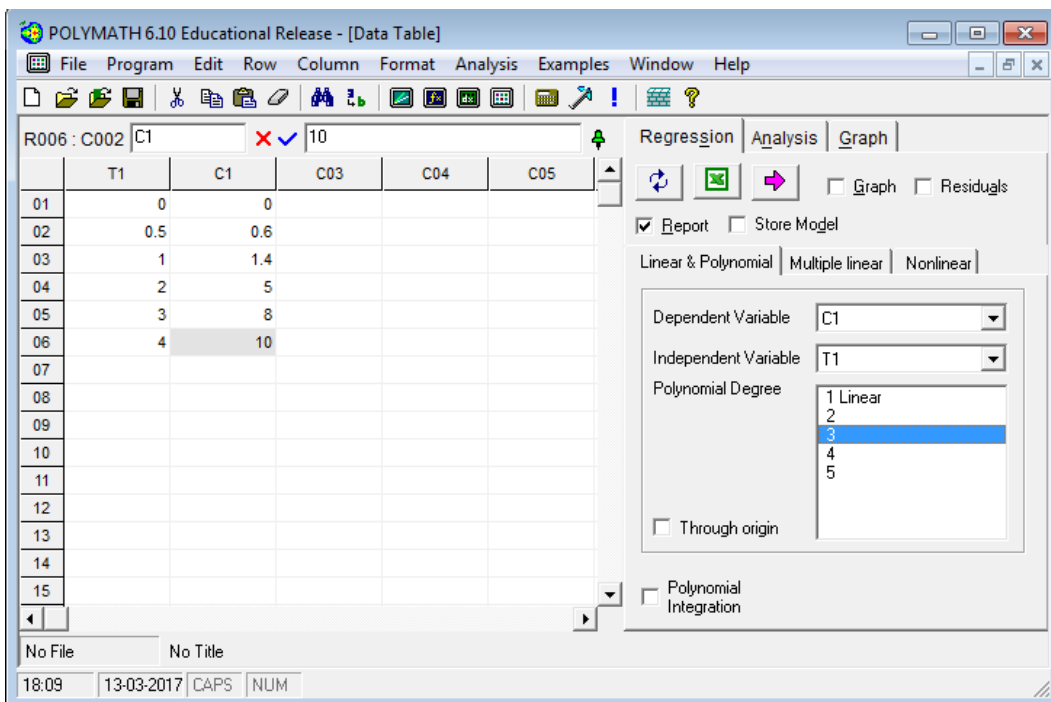 POLYMATH 6.10 Educational Release - [Data Table]
File Program Edit Row Column Format Analysis Examples Window Help
R006 : C002 C1 10
T1 C1 C03 C04 C05
01 0 0
02 0.5 0.6
03 1 1.4
04 2 5
05 3 8
06 4 10
07
08
09
10
11
12
13
14
15
Regression Analysis Graph
Graph Residuals
Report Store Model
Linear & Polynomial Multiple linear Nonlinear
Dependent Variable C1
Independent Variable T1
Polynomial Degree
1 Linear
2
3
4
5
Through origin
Polynomial
Integration
No File No Title
18:09 13-03-2017 CAPS NUM